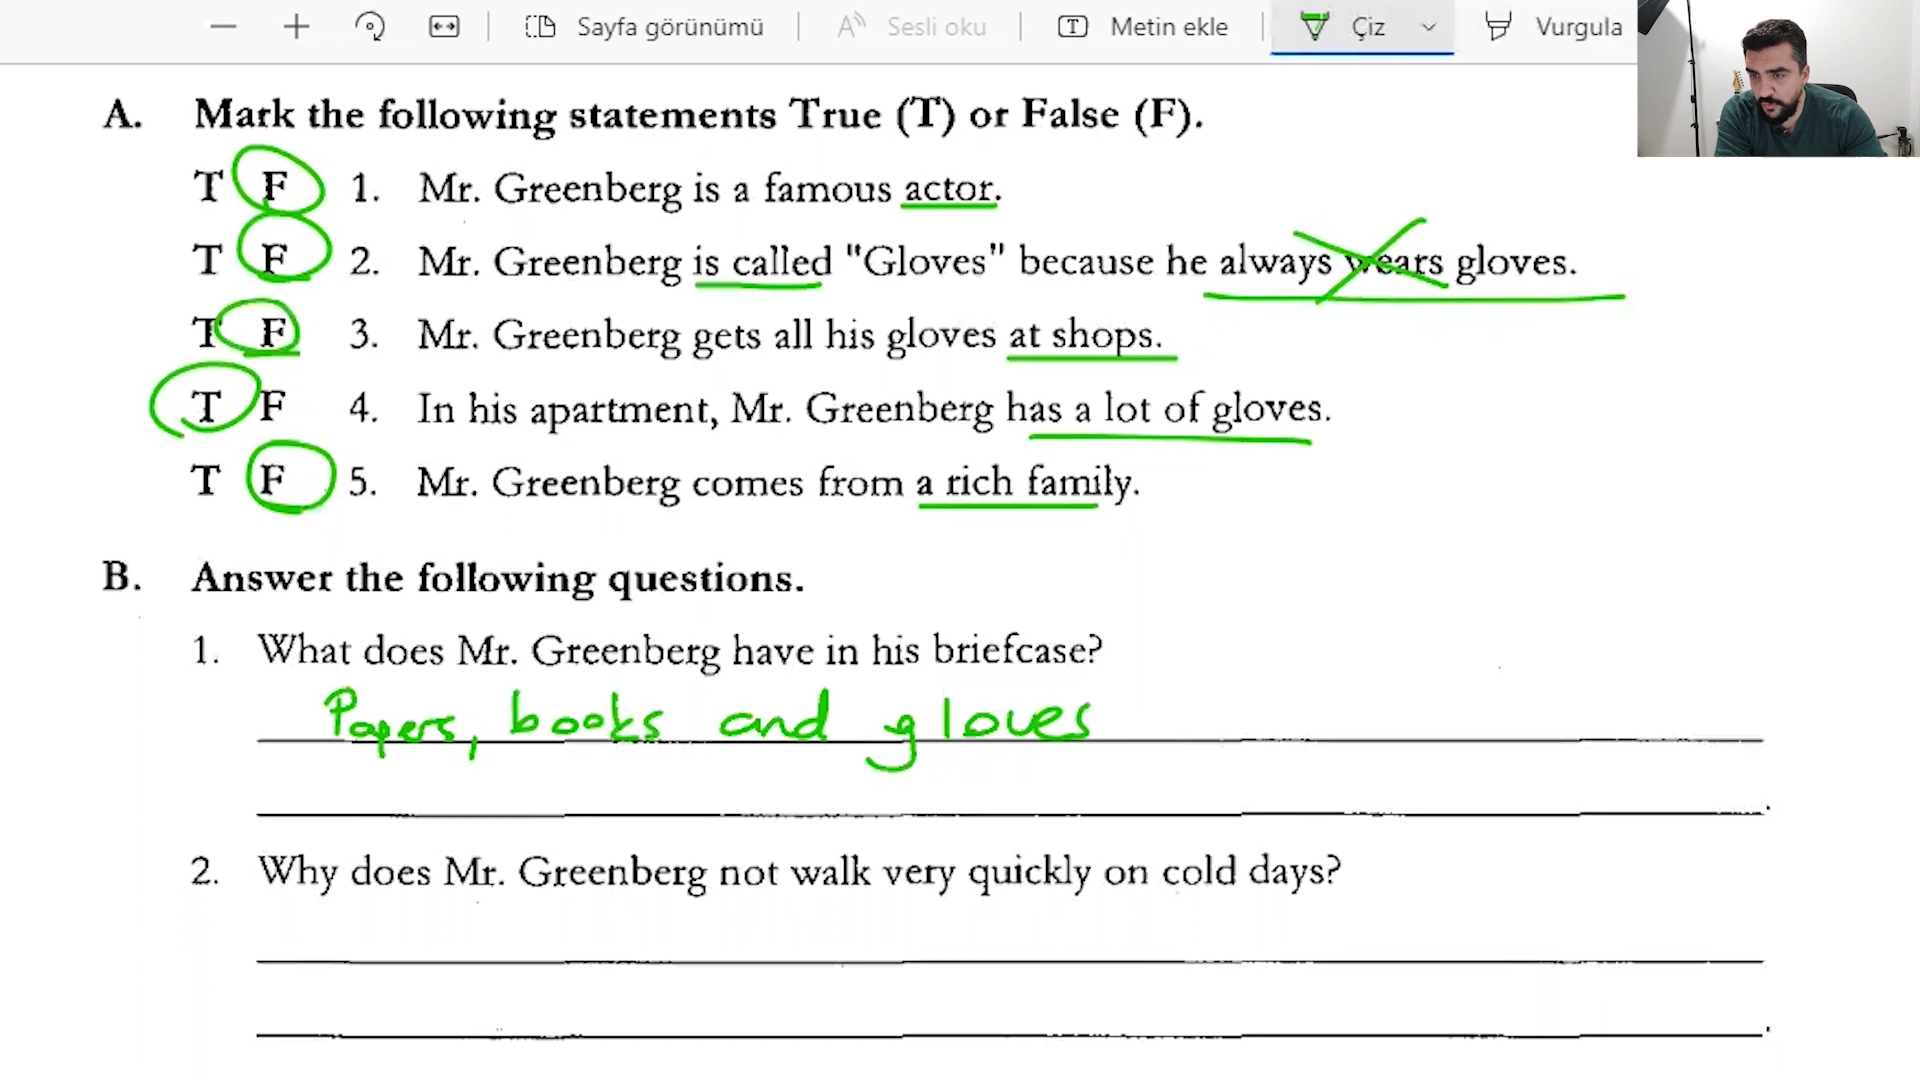 Sayfa görünümü Sesli oku Metin ekle Çiz Vurgula
A. Mark the following statements True (T) or False (F).
T F 1. Mr. Greenberg is a famous actor.
T F 2. Mr. Greenberg is called "Gloves" because he always wears gloves.
T F 3. Mr. Greenberg gets all his gloves at shops.
T F 4. In his apartment, Mr. Greenberg has a lot of gloves.
T F 5. Mr. Greenberg comes from a rich family.
B. Answer the following questions.
1. What does Mr. Greenberg have in his briefcase?
Papers, books and gloves
2. Why does Mr. Greenberg not walk very quickly on cold days?